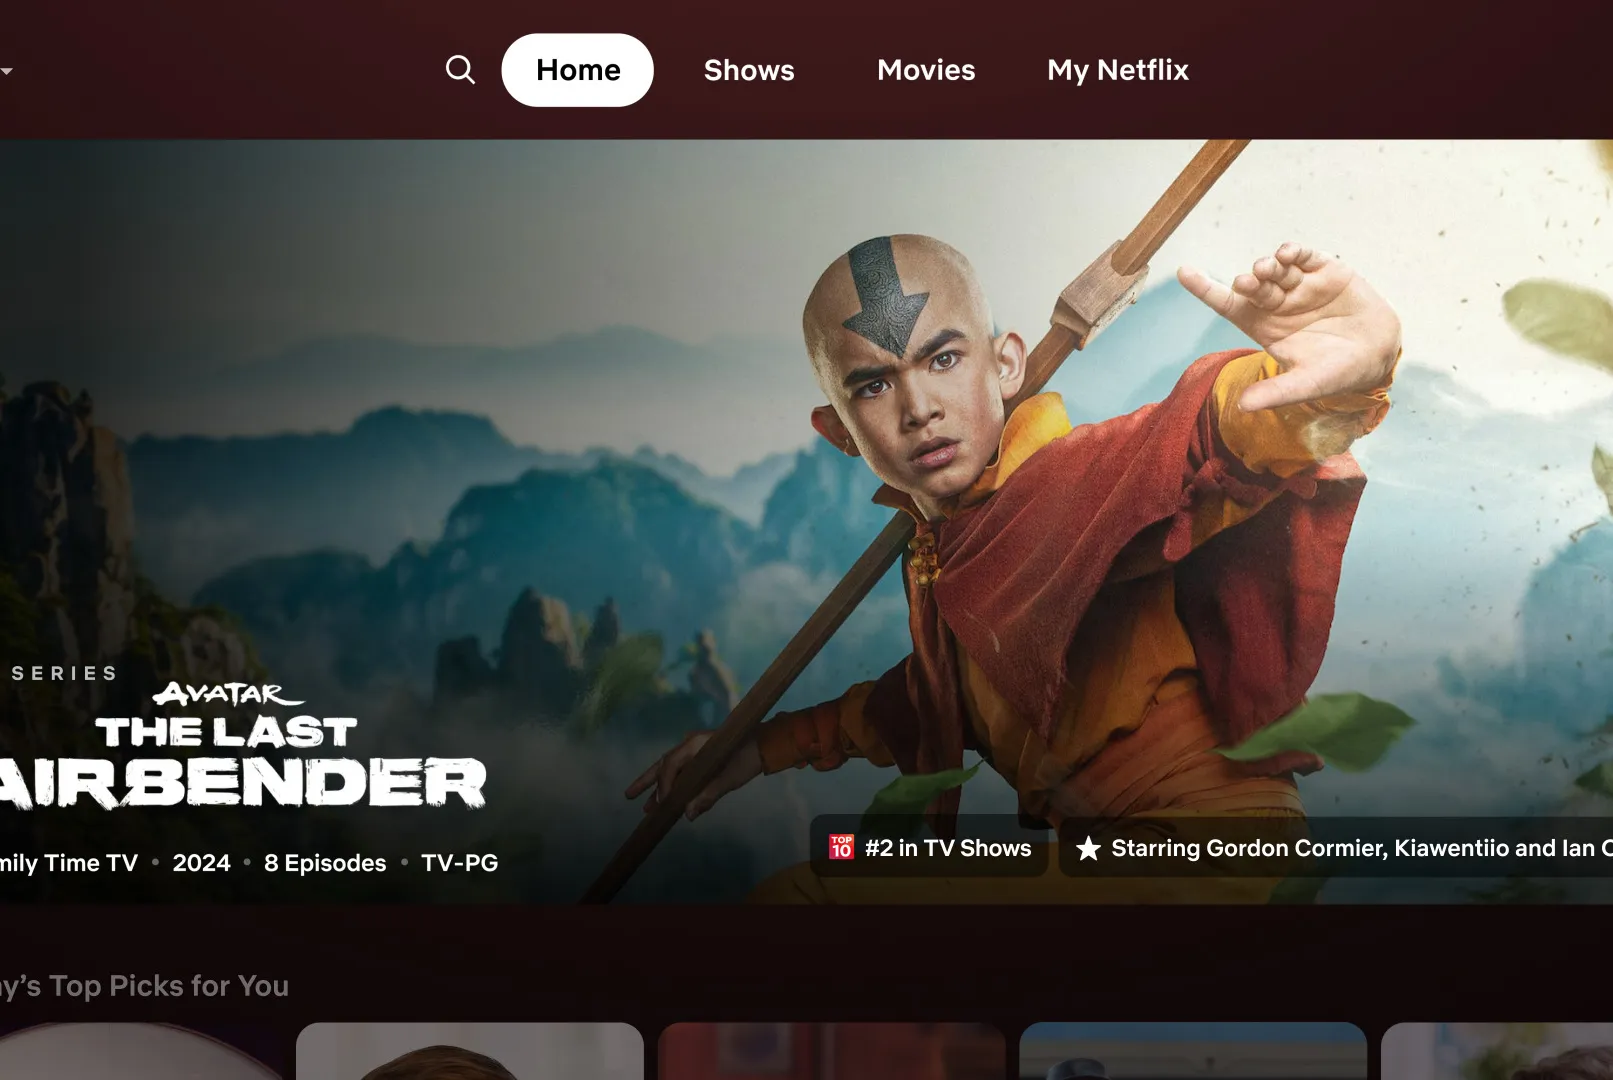 Home
Shows
Movies
My Netflix
SERIES
AVATAR
THE LAST
AIRBENDER
Time TV • 2024 • 8 Episodes • TV-PG
TOP 10 #2 in TV Shows
Starring Gordon Cormier, Kiawentiio and Ian
Top Picks for You